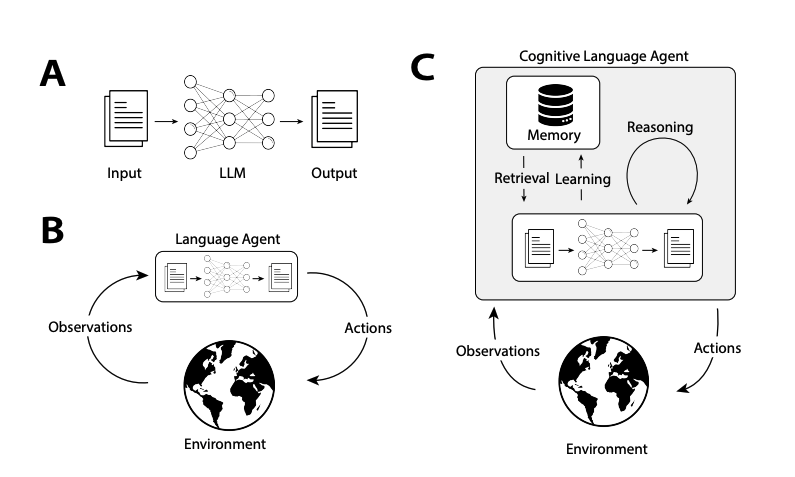 A
Input
LLM
Output
B
Language Agent
Observations
Actions
Environment
C
Cognitive Language Agent
Memory
Retrieval
Learning
Reasoning
Observations
Actions
Environment